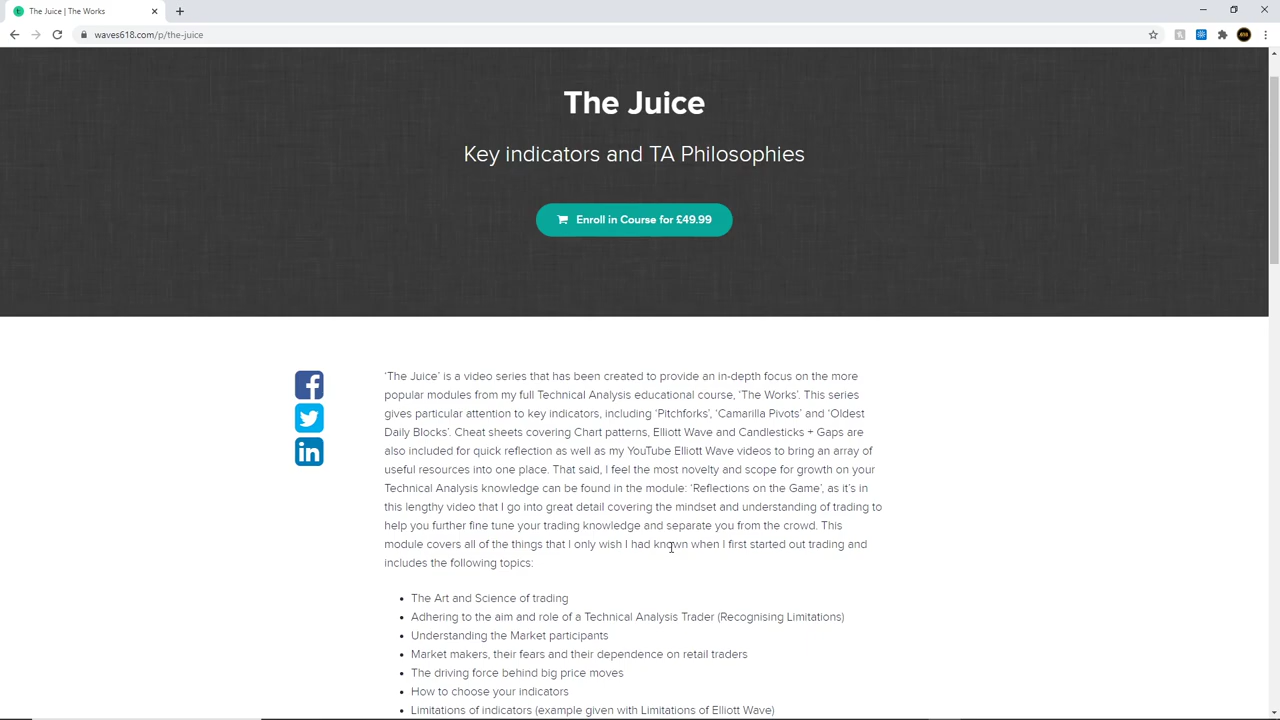 The Juice | The Works
waves618.com/p/the-juice
The Juice
Key indicators and TA Philosophies
Enroll in Course for £49.99
‘The Juice’ is a video series that has been created to provide an in-depth focus on the more
popular modules from my full Technical Analysis educational course, ‘The Works’. This series
gives particular attention to key indicators, including ‘Pitchforks’, ‘Camarilla Pivots’ and ‘Oldest
Daily Blocks’. Cheat sheets covering Chart patterns, Elliott Wave and Candlesticks + Gaps are
also included for quick reflection as well as my YouTube Elliott Wave videos to bring an array of
useful resources into one place. That said, I feel the most novelty and scope for growth on your
Technical Analysis knowledge can be found in the module: ‘Reflections on the Game’, as it’s in
this lengthy video that I go into great detail covering the mindset and understanding of trading to
help you further fine tune your trading knowledge and separate you from the crowd. This
module covers all of the things that I only wish I had known when I first started out trading and
includes the following topics:
• The Art and Science of trading
• Adhering to the aim and role of a Technical Analysis Trader (Recognising Limitations)
• Understanding the Market participants
• Market makers, their fears and their dependence on retail traders
• The driving force behind big price moves
• How to choose your indicators
• Limitations of indicators (example given with Limitations of Elliott Wave)